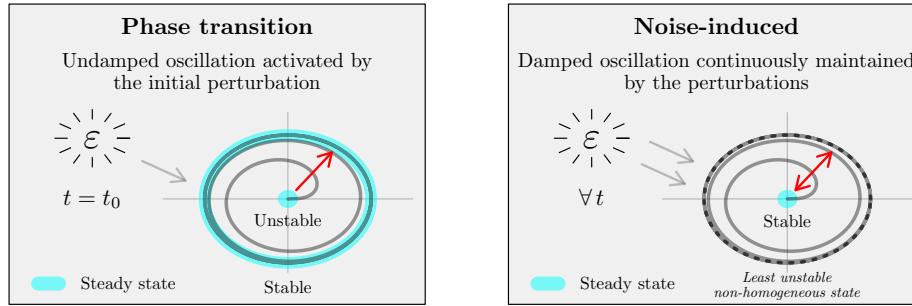 Phase transition
Undamped oscillation activated by
the initial perturbation
ε
t = t₀
Unstable
Steady state
Stable
Noise-induced
Damped oscillation continuously maintained
by the perturbations
ε
∀ t
Stable
Steady state
Least unstable
non-homogeneous state